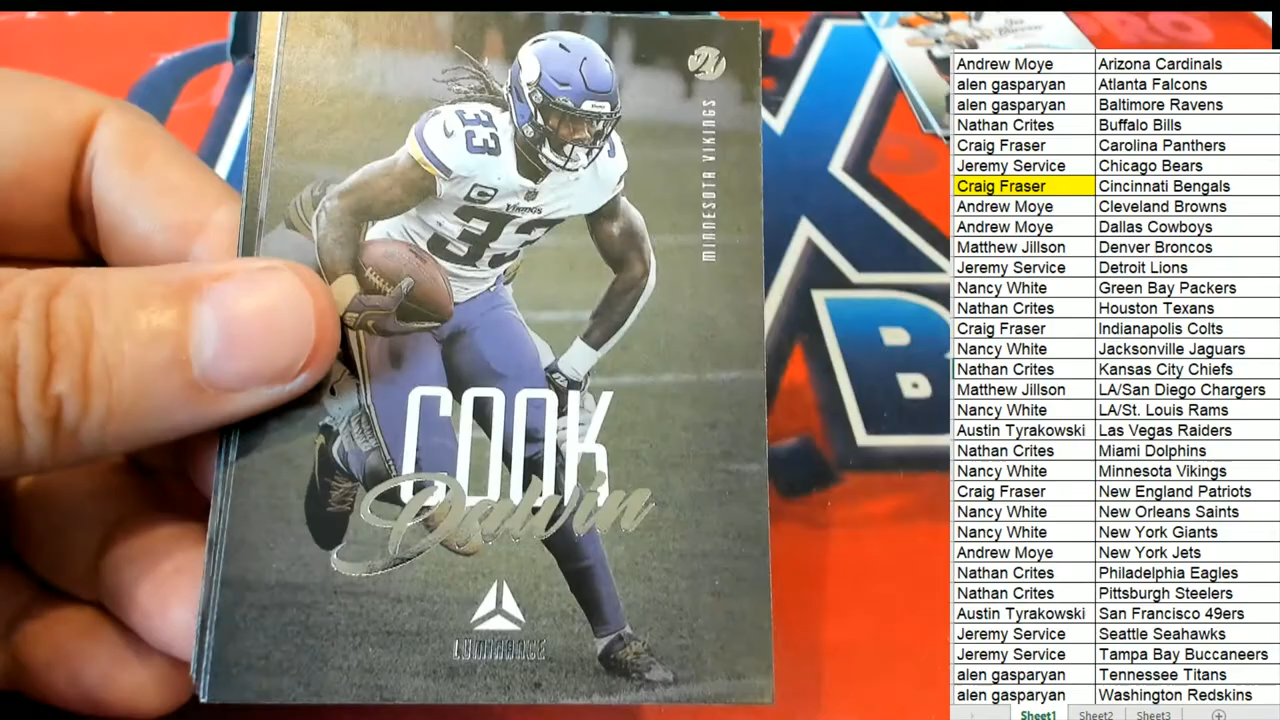 21
MINNESOTA VIKINGS
33
C
Vikings
33
COOK
Dalvin
LUMINANCE
B
Andrew Moye Arizona Cardinals
alen gasparyan Atlanta Falcons
alen gasparyan Baltimore Ravens
Nathan Crites Buffalo Bills
Craig Fraser Carolina Panthers
Jeremy Service Chicago Bears
Craig Fraser Cincinnati Bengals
Andrew Moye Cleveland Browns
Andrew Moye Dallas Cowboys
Matthew Jillson Denver Broncos
Jeremy Service Detroit Lions
Nancy White Green Bay Packers
Nathan Crites Houston Texans
Craig Fraser Indianapolis Colts
Nancy White Jacksonville Jaguars
Nathan Crites Kansas City Chiefs
Matthew Jillson LA/San Diego Chargers
Nancy White LA/St. Louis Rams
Austin Tyrakowski Las Vegas Raiders
Nathan Crites Miami Dolphins
Nancy White Minnesota Vikings
Craig Fraser New England Patriots
Nancy White New Orleans Saints
Nancy White New York Giants
Andrew Moye New York Jets
Nathan Crites Philadelphia Eagles
Nathan Crites Pittsburgh Steelers
Austin Tyrakowski San Francisco 49ers
Jeremy Service Seattle Seahawks
Jeremy Service Tampa Bay Buccaneers
alen gasparyan Tennessee Titans
alen gasparyan Washington Redskins
Sheet1 Sheet2 Sheet3